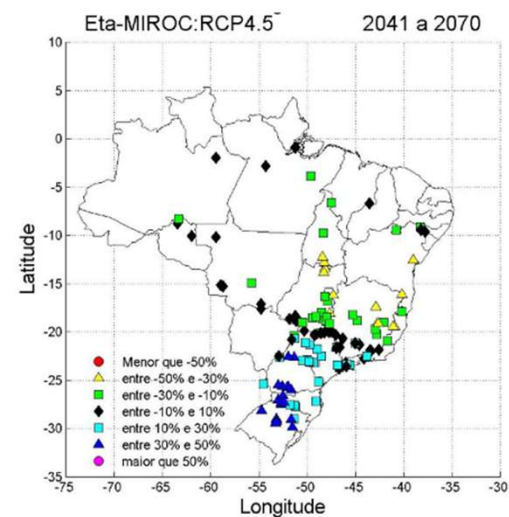 Eta-MIROC:RCP4.5⁻ 2041 a 2070
10
5
0
-5
-10
-15
-20
-25
-30
-35
Latitude
Menor que -50%
entre -50% e -30%
entre -30% e -10%
entre -10% e 10%
entre 10% e 30%
entre 30% e 50%
maior que 50%
-75 -70 -65 -60 -55 -50 -45 -40 -35 -30
Longitude